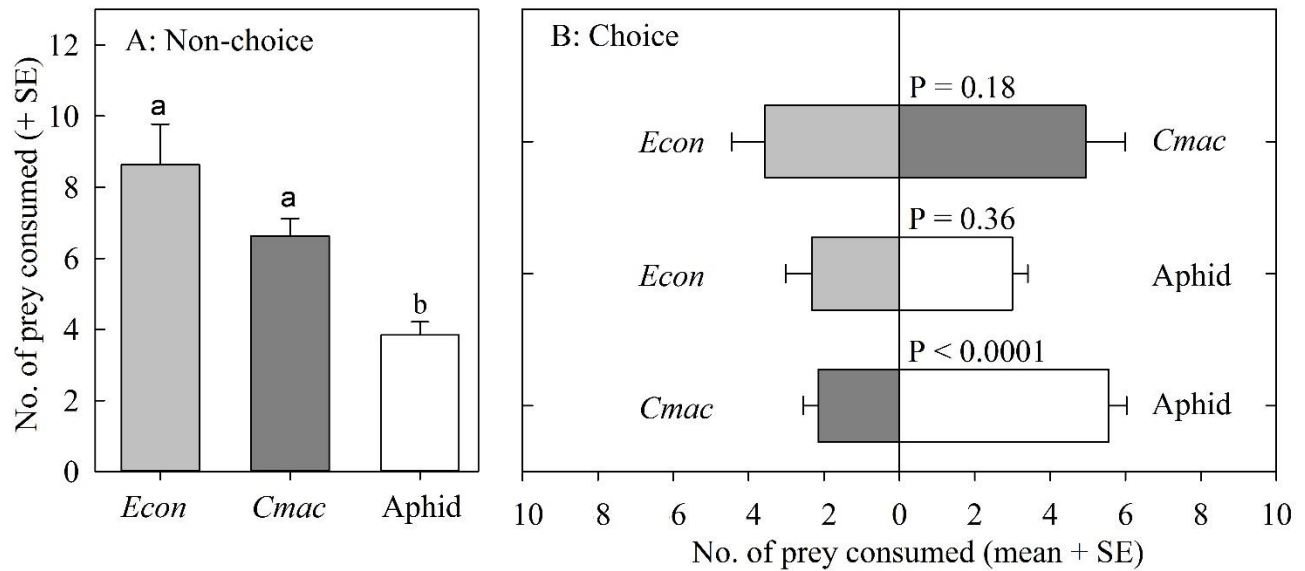 A: Non-choice
No. of prey consumed (+ SE)
12
10
8
6
4
2
0
a
a
b
Econ
Cmac
Aphid
B: Choice
P = 0.18
Econ
Cmac
P = 0.36
Econ
Aphid
P < 0.0001
Cmac
Aphid
10 8 6 4 2 0 2 4 6 8 10
No. of prey consumed (mean + SE)